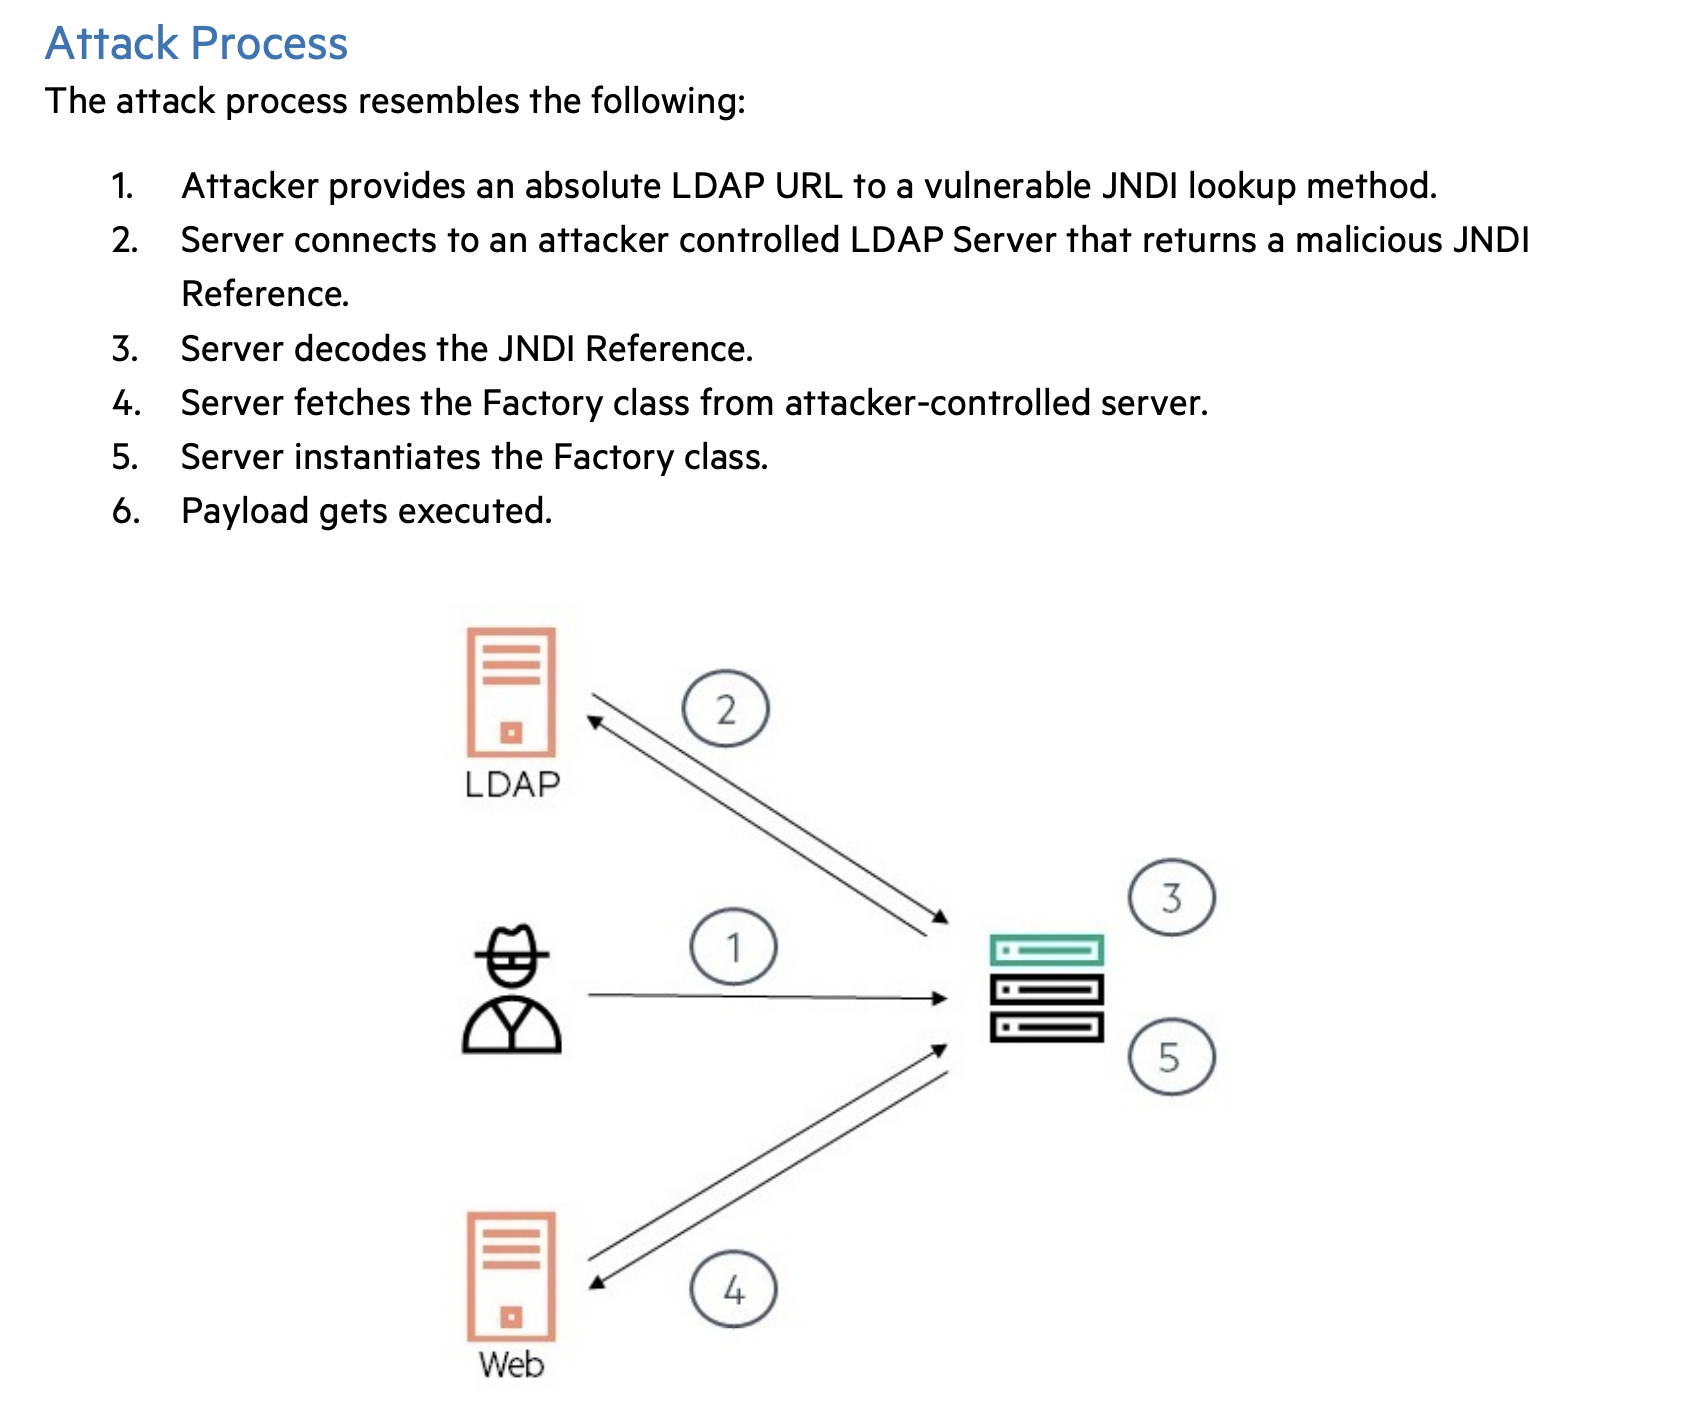 Attack Process
The attack process resembles the following:
1. Attacker provides an absolute LDAP URL to a vulnerable JNDI lookup method.
2. Server connects to an attacker controlled LDAP Server that returns a malicious JNDI
Reference.
3. Server decodes the JNDI Reference.
4. Server fetches the Factory class from attacker-controlled server.
5. Server instantiates the Factory class.
6. Payload gets executed.
2
LDAP
3
1
5
4
Web